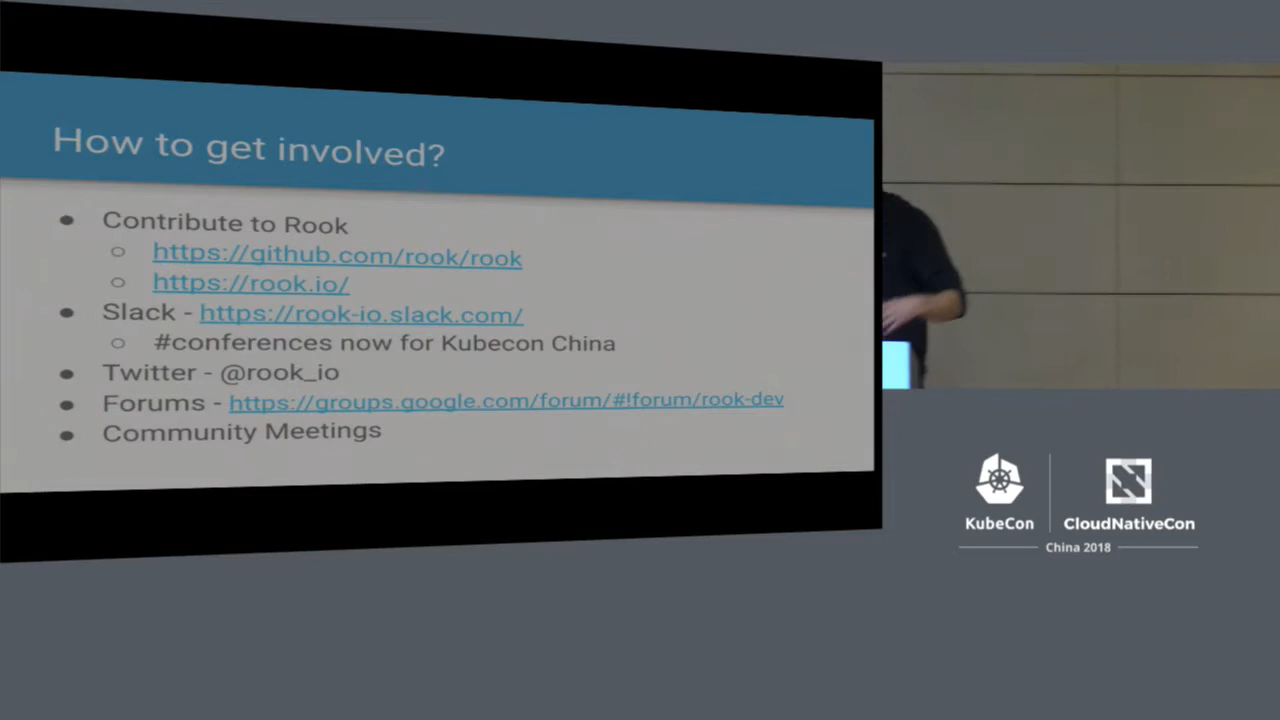 How to get involved?
Contribute to Rook
https://github.com/rook/rook
https://rook.io/
Slack - https://rook-io.slack.com/
#conferences now for Kubecon China
Twitter - @rook_io
Forums - https://groups.google.com/forum/#!forum/rook-dev
Community Meetings
KubeCon
CloudNativeCon
China 2018